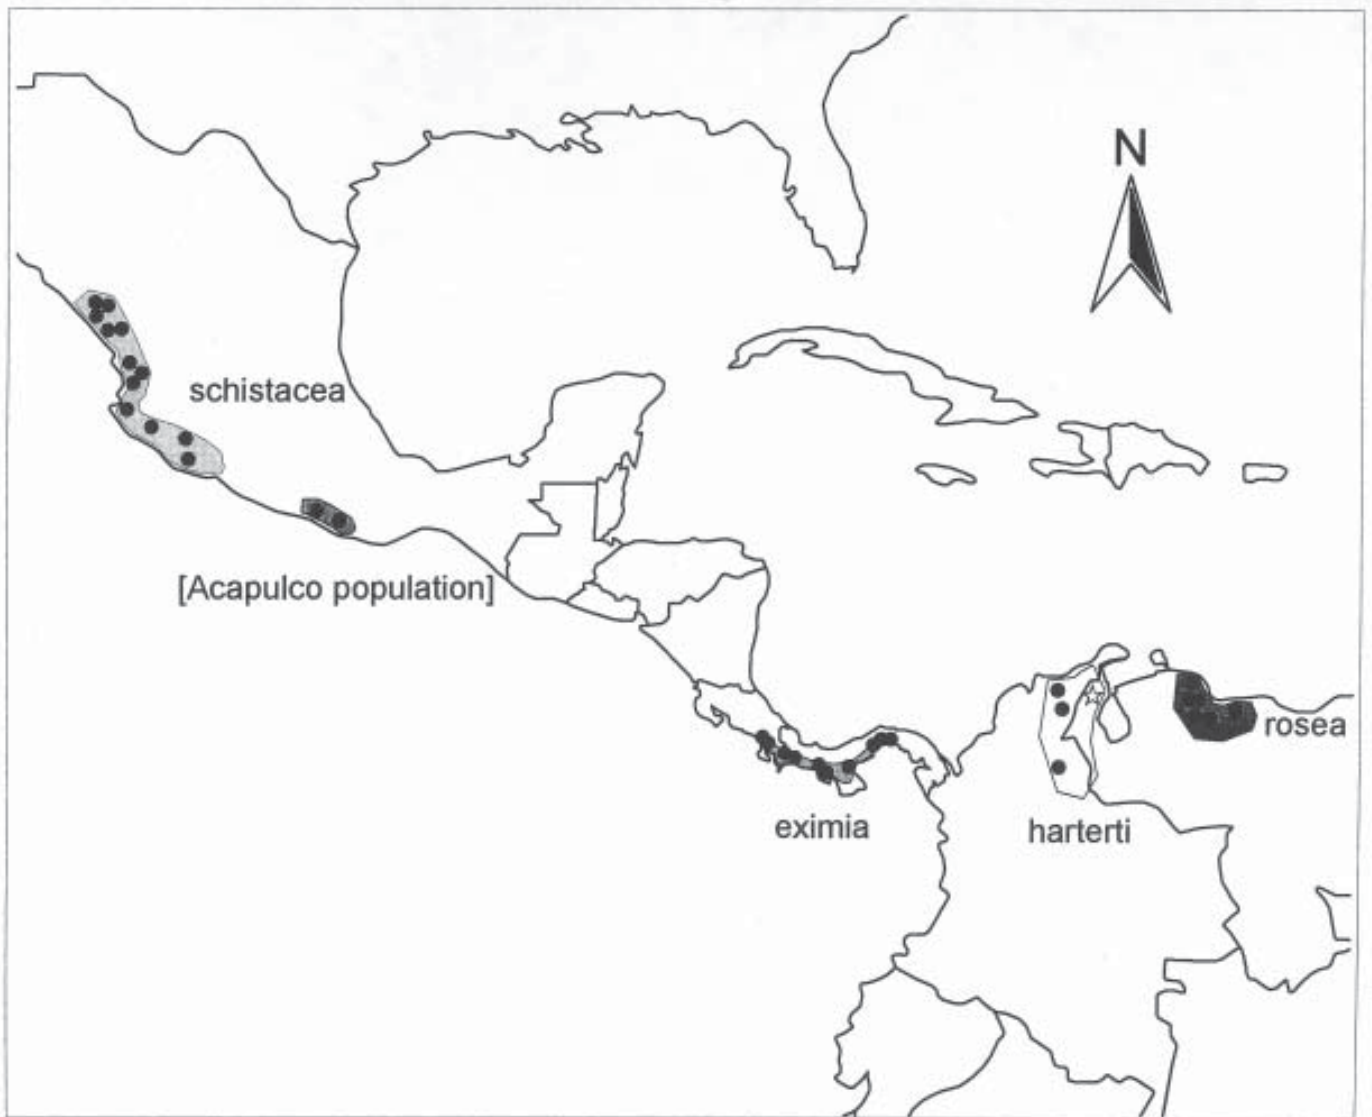 N
schistacea
[Acapulco population]
rosea
eximia
harterti